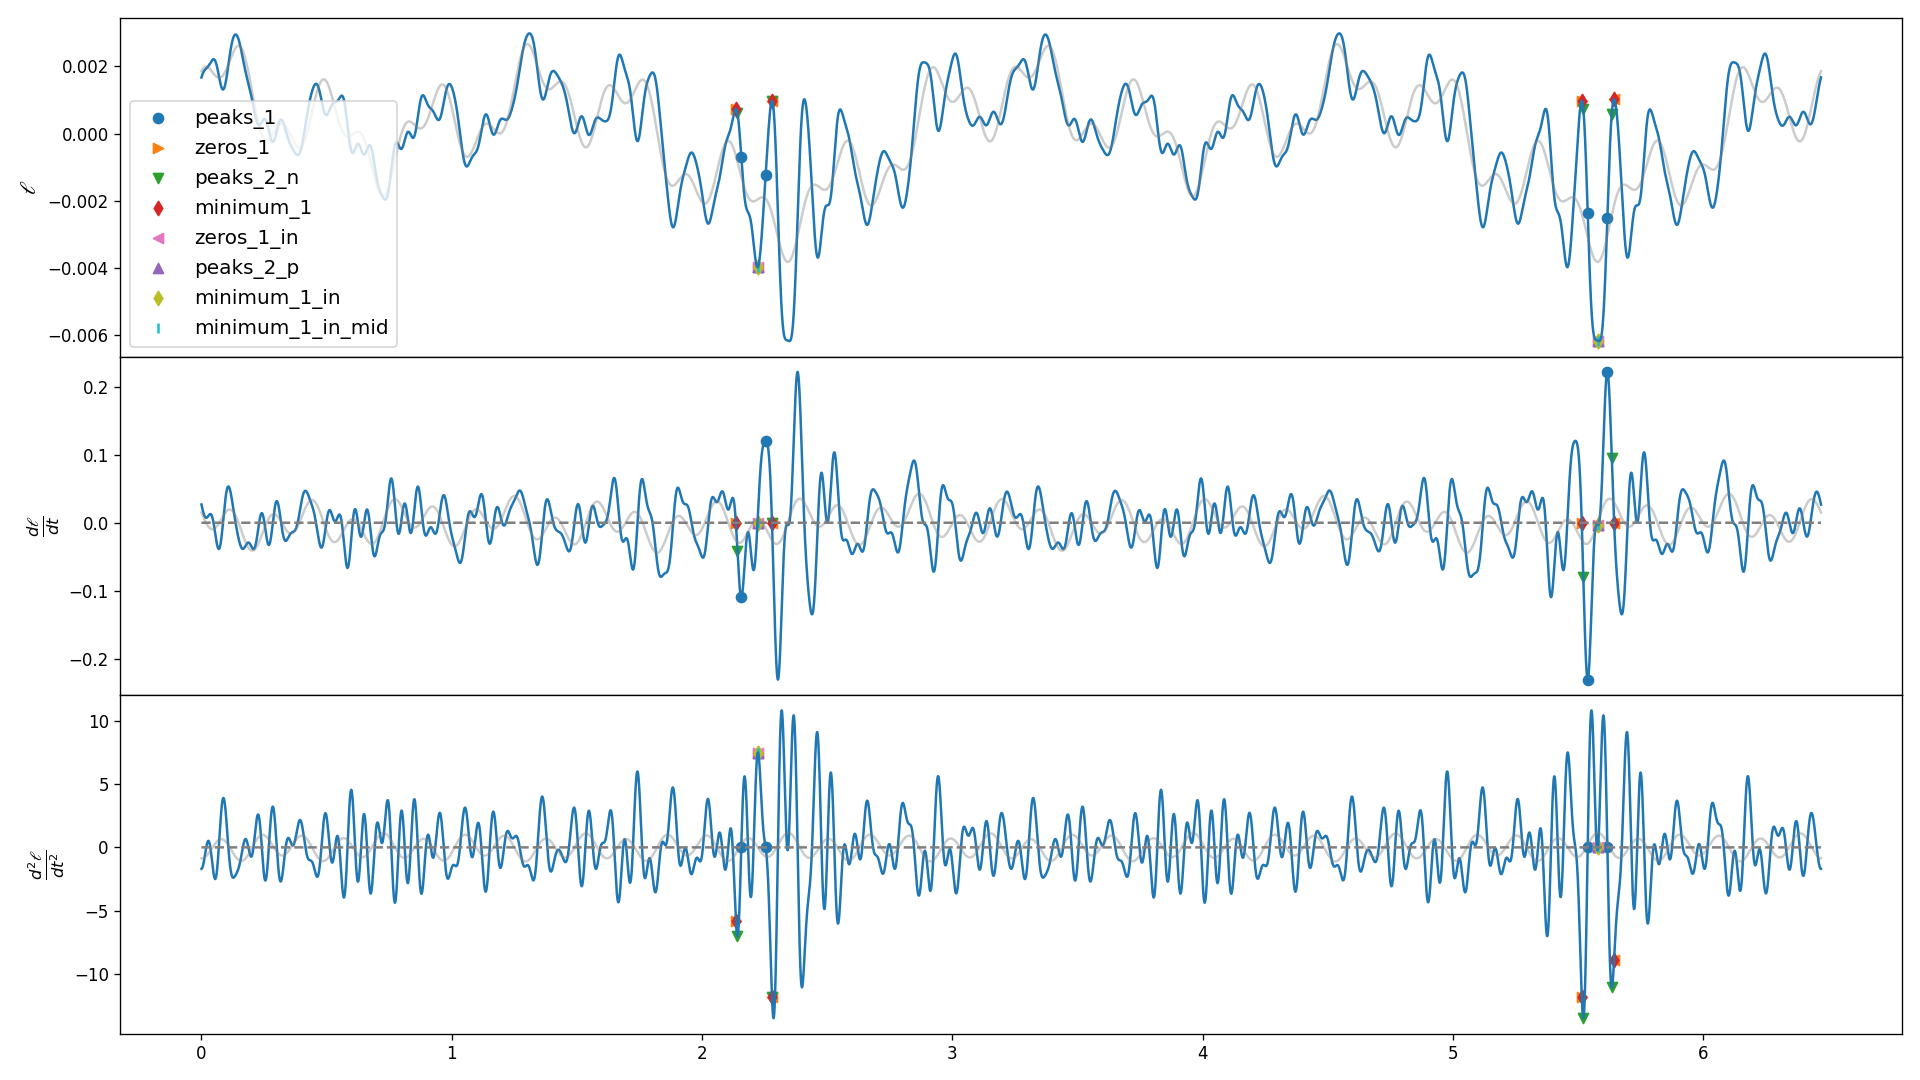 0.002
0.000
−0.002
−0.004
−0.006
ℓ
peaks_1
zeros_1
peaks_2_n
minimum_1
zeros_1_in
peaks_2_p
minimum_1_in
minimum_1_in_mid
0.2
0.1
0.0
−0.1
−0.2
dℓ/dt
10
5
0
−5
−10
d²ℓ/dt²
0 1 2 3 4 5 6